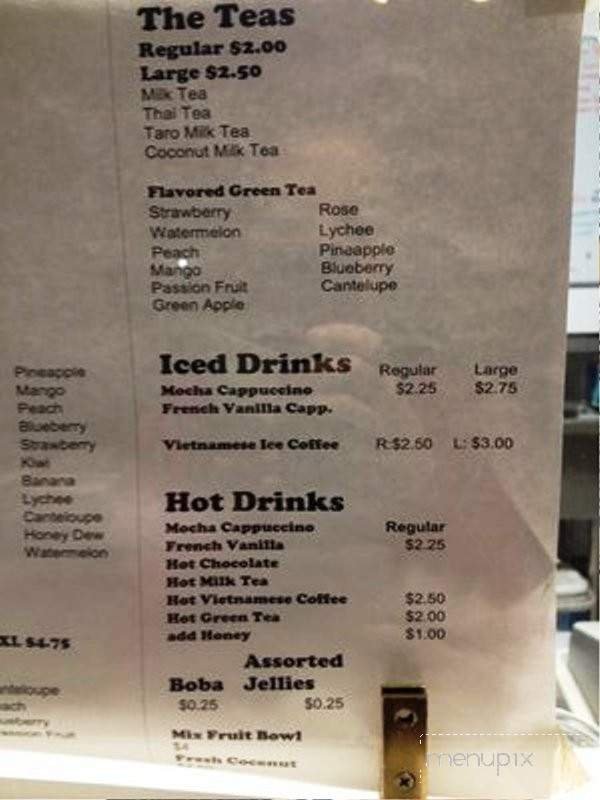 The Teas
Regular $2.00
Large $2.50
Milk Tea
Thai Tea
Taro Milk Tea
Coconut Milk Tea
Flavored Green Tea
Strawberry Rose
Watermelon Lychee
Peach Pineapple
Mango Blueberry
Passion Fruit Cantelupe
Green Apple
Iced Drinks Regular Large
Mocha Cappuccino $2.25 $2.75
French Vanilla Capp.
Vietnamese Ice Coffee R:$2.50 L: $3.00
Hot Drinks
Mocha Cappuccino Regular
French Vanilla $2.25
Hot Chocolate
Hot Milk Tea
Hot Vietnamese Coffee $2.50
Hot Green Tea $2.00
add Honey $1.00
Assorted
Boba Jellies
$0.25 $0.25
Mix Fruit Bowl
$4
Fresh Coconut
Pineapple
Mango
Peach
Blueberry
Strawberry
Kiwi
Banana
Lychee
Canteloupe
Honey Dew
Watermelon
XL $4.75
nteloupe
ach
ueberry
assion Fruit
menupix